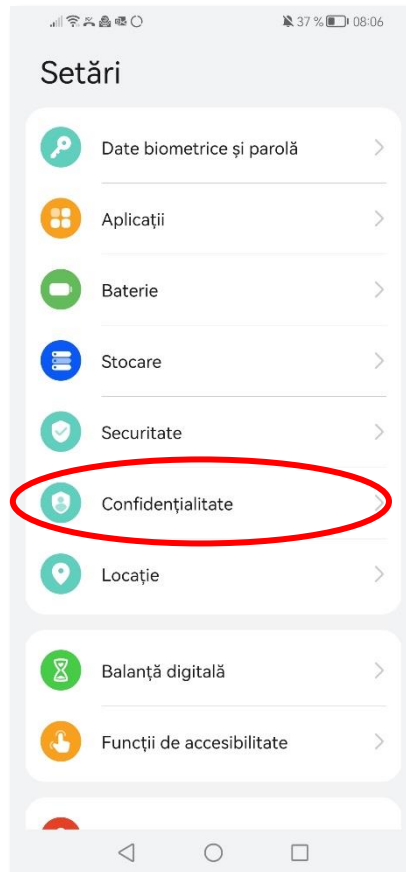 37 % 08:06
Setări
Date biometrice și parolă
Aplicații
Baterie
Stocare
Securitate
Confidențialitate
Locație
Balanță digitală
Funcții de accesibilitate